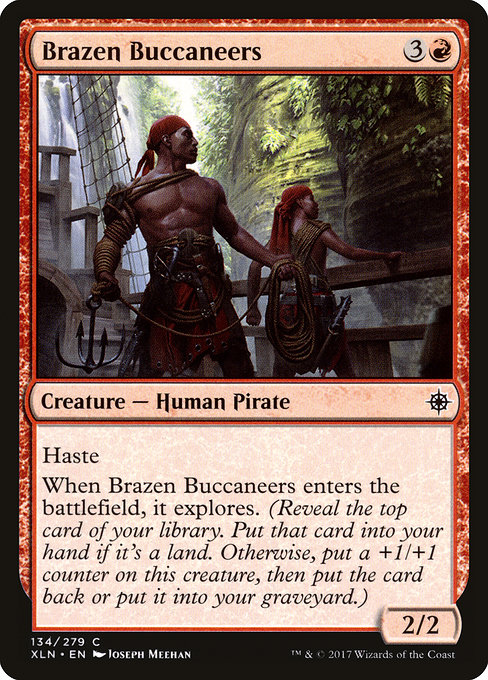 Brazen Buccaneers 3
Creature — Human Pirate
Haste
When Brazen Buccaneers enters the
battlefield, it explores. (Reveal the top
card of your library. Put that card into your
hand if it's a land. Otherwise, put a +1/+1
counter on this creature, then put the card
back or put it into your graveyard.)
2/2
134/279 C
XLN • EN Joseph Meehan
™ & © 2017 Wizards of the Coast